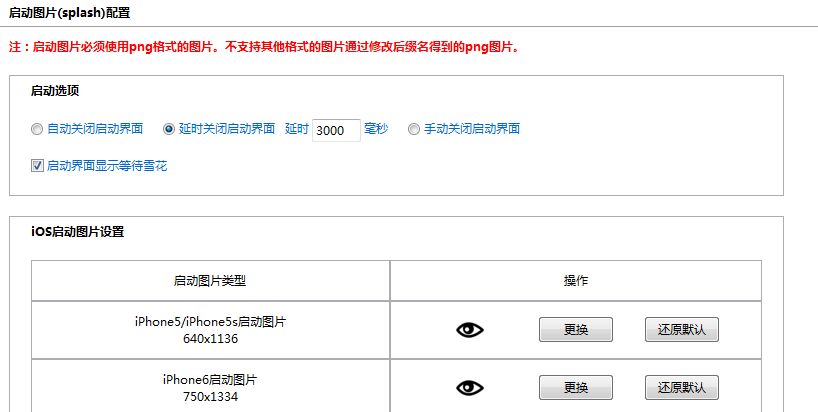 启动图片(splash)配置
注：启动图片必须使用png格式的图片。不支持其他格式的图片通过修改后缀名得到的png图片。
启动选项
自动关闭启动界面 延时关闭启动界面 延时 3000 毫秒 手动关闭启动界面
启动界面显示等待雪花
iOS启动图片设置
启动图片类型 操作
iPhone5/iPhone5s启动图片
640x1136
更换 还原默认
iPhone6启动图片
750x1334
更换 还原默认